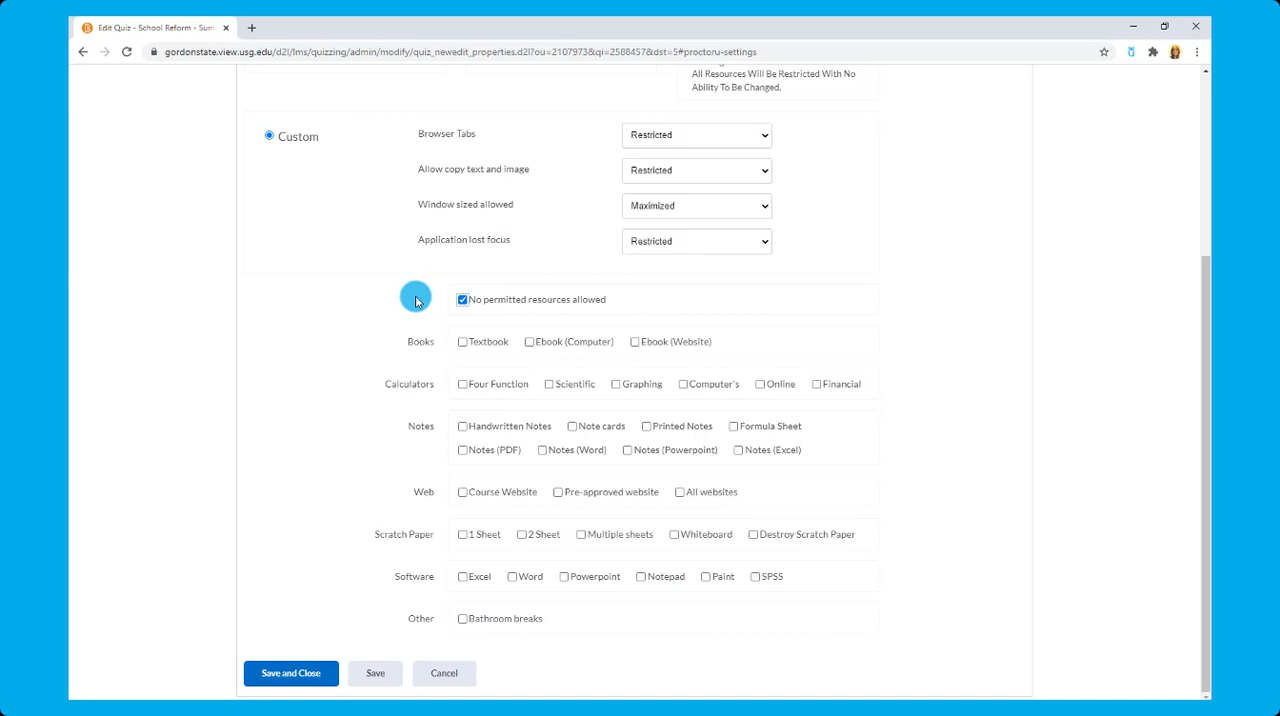 Edit Quiz - School Reform - Sum
gordonstate.view.usg.edu/d2l/lms/quizzing/admin/modify/quiz_newedit_properties.d2l?ou=2107973&qi=2588457&dst=5#proctoru-settings
All Resources Will Be Restricted With No
Ability To Be Changed.
Custom
Browser Tabs Restricted
Allow copy text and image Restricted
Window sized allowed Maximized
Application lost focus Restricted
No permitted resources allowed
Books Textbook Ebook (Computer) Ebook (Website)
Calculators Four Function Scientific Graphing Computer's Online Financial
Notes Handwritten Notes Note cards Printed Notes Formula Sheet
Notes (PDF) Notes (Word) Notes (Powerpoint) Notes (Excel)
Web Course Website Pre-approved website All websites
Scratch Paper 1 Sheet 2 Sheet Multiple sheets Whiteboard Destroy Scratch Paper
Software Excel Word Powerpoint Notepad Paint SPSS
Other Bathroom breaks
Save and Close Save Cancel